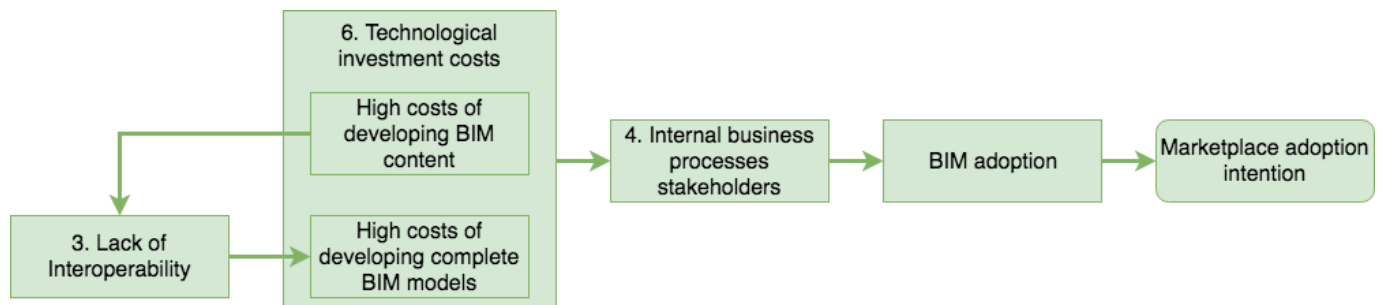 6. Technological
investment costs
High costs of
developing BIM
content
3. Lack of
Interoperability
High costs of
developing complete
BIM models
4. Internal business
processes
stakeholders
BIM adoption
Marketplace adoption
intention